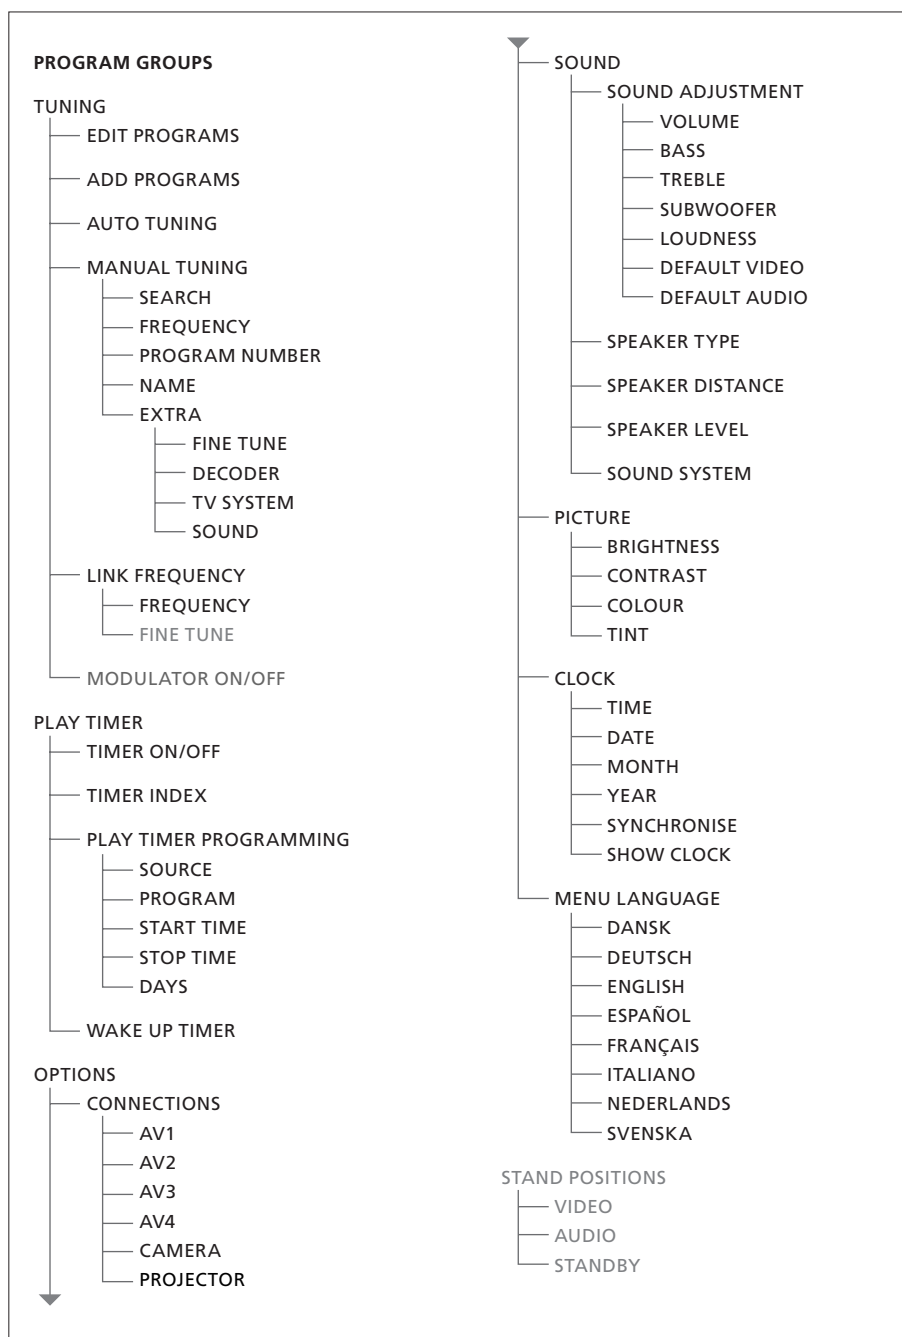 PROGRAM GROUPS
TUNING
EDIT PROGRAMS
ADD PROGRAMS
AUTO TUNING
MANUAL TUNING
SEARCH
FREQUENCY
PROGRAM NUMBER
NAME
EXTRA
FINE TUNE
DECODER
TV SYSTEM
SOUND
LINK FREQUENCY
FREQUENCY
FINE TUNE
MODULATOR ON/OFF
PLAY TIMER
TIMER ON/OFF
TIMER INDEX
PLAY TIMER PROGRAMMING
SOURCE
PROGRAM
START TIME
STOP TIME
DAYS
WAKE UP TIMER
OPTIONS
CONNECTIONS
AV1
AV2
AV3
AV4
CAMERA
PROJECTOR
SOUND
SOUND ADJUSTMENT
VOLUME
BASS
TREBLE
SUBWOOFER
LOUDNESS
DEFAULT VIDEO
DEFAULT AUDIO
SPEAKER TYPE
SPEAKER DISTANCE
SPEAKER LEVEL
SOUND SYSTEM
PICTURE
BRIGHTNESS
CONTRAST
COLOUR
TINT
CLOCK
TIME
DATE
MONTH
YEAR
SYNCHRONISE
SHOW CLOCK
MENU LANGUAGE
DANSK
DEUTSCH
ENGLISH
ESPAÑOL
FRANÇAIS
ITALIANO
NEDERLANDS
SVENSKA
STAND POSITIONS
VIDEO
AUDIO
STANDBY